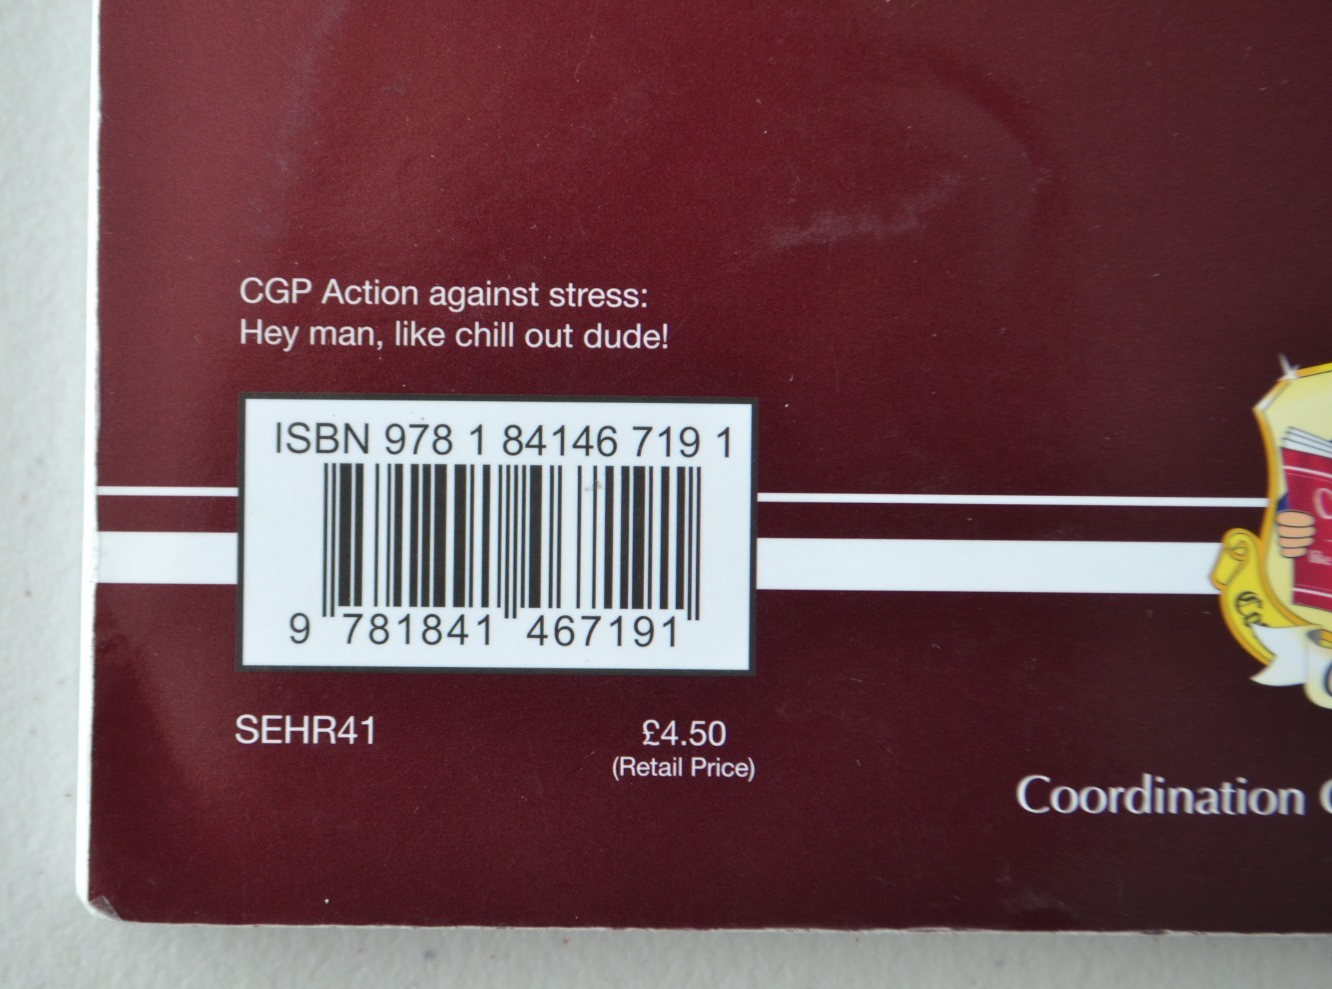 CGP Action against stress:
Hey man, like chill out dude!
ISBN 978 1 84146 719 1
9 781841 467191
SEHR41
£4.50
(Retail Price)
Coordination